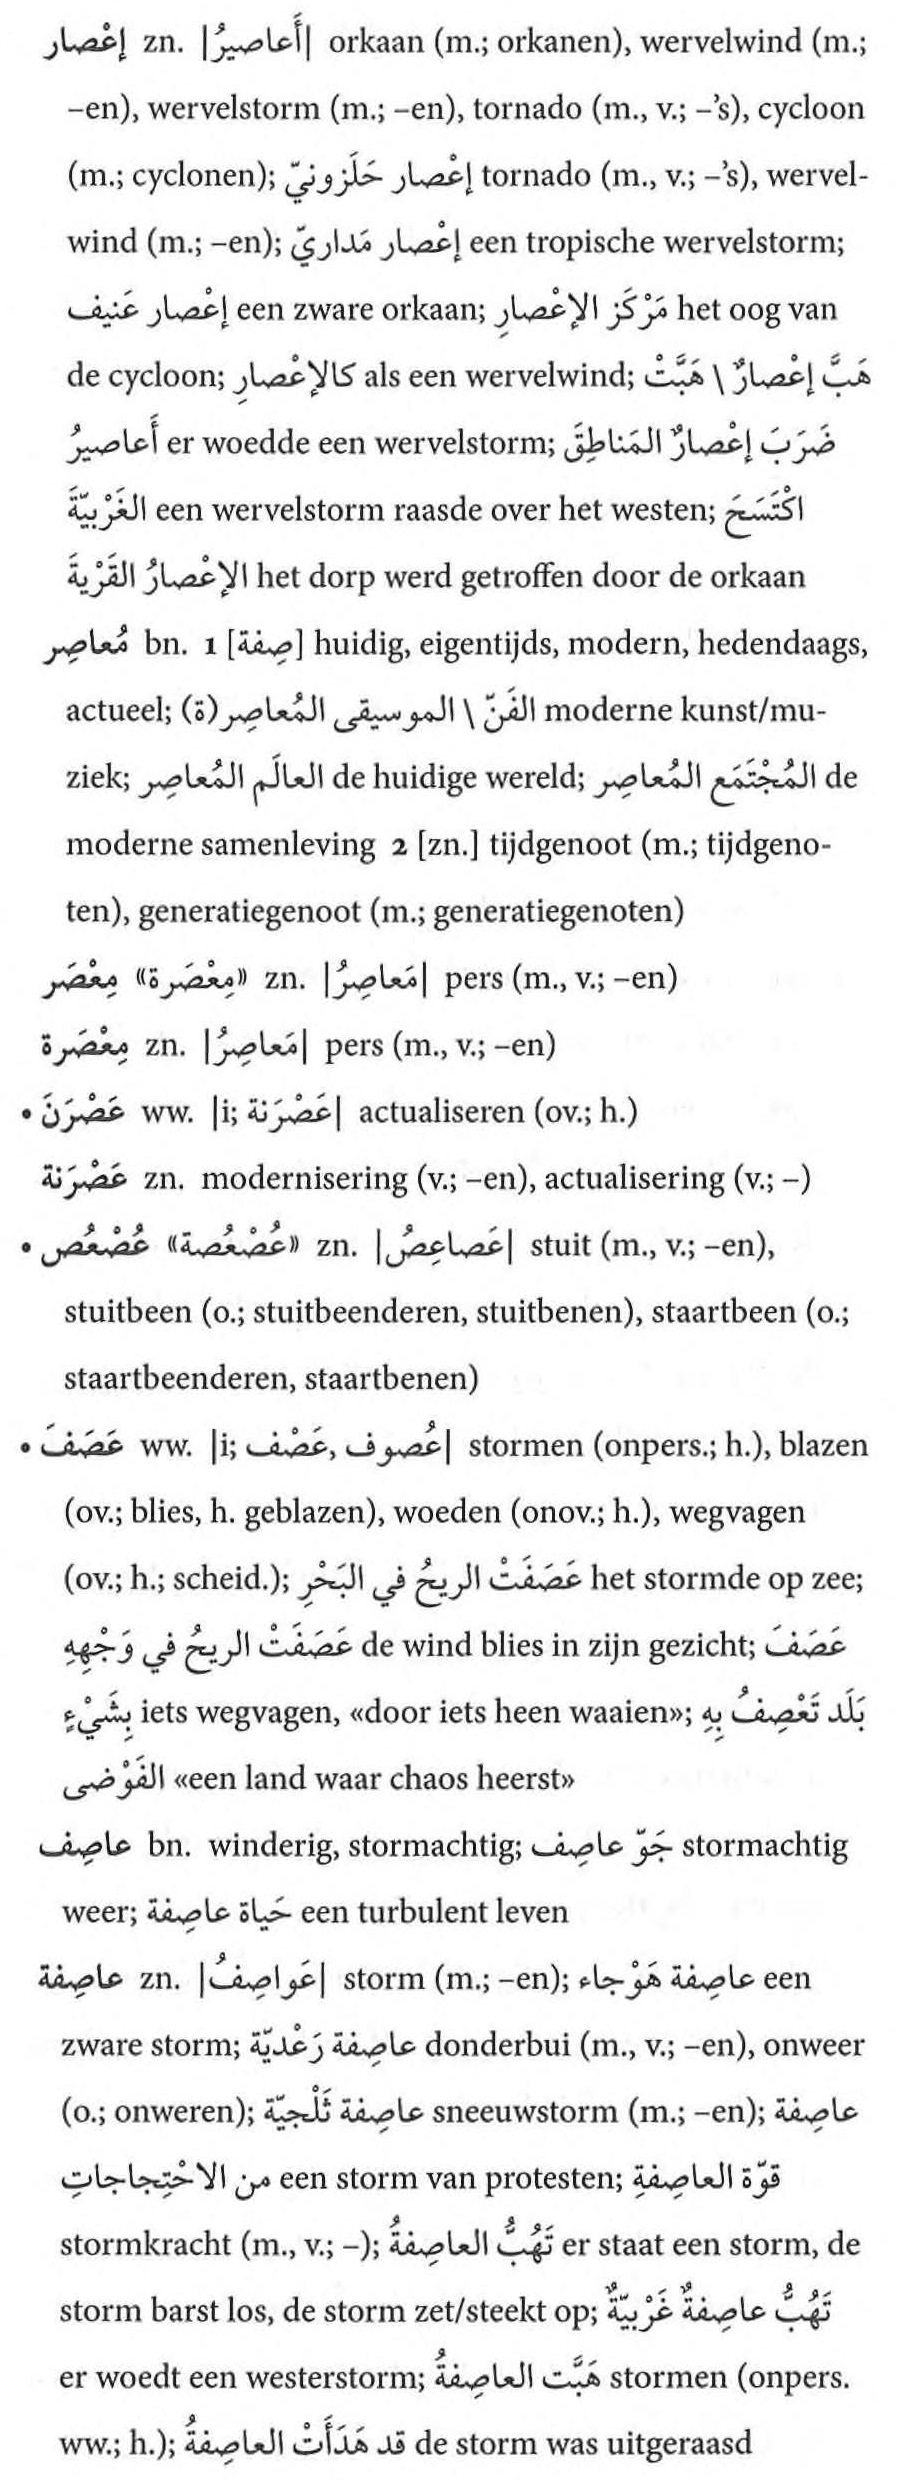 إعْصار zn. |أَعاصيرُ| orkaan (m.; orkanen), wervelwind (m.;
–en), wervelstorm (m.; –en), tornado (m., v.; –’s), cycloon
(m.; cyclonen); إعْصار حَلَزونيّ tornado (m., v.; –’s), wervel-
wind (m.; –en); إعْصار مَداريّ een tropische wervelstorm;
إعْصار عَنيف een zware orkaan; مَرْكَز الإعْصارِ het oog van
de cycloon; كالإعْصارِ als een wervelwind; هَبَّ إعْصارٌ \ هَبَّتْ
أَعاصيرُ er woedde een wervelstorm; ضَرَبَ إعْصارٌ المَناطِقَ
الغَرْبيّةَ een wervelstorm raasde over het westen; اكْتَسَحَ
الإعْصارُ القَرْيةَ het dorp werd getroffen door de orkaan
مُعاصِر bn. 1 [صِفة] huidig, eigentijds, modern, hedendaags,
actueel; الفَنّ \ الموسيقى المُعاصِر(ة) moderne kunst/mu-
ziek; العالَم المُعاصِر de huidige wereld; المُجْتَمَع المُعاصِر de
moderne samenleving 2 [zn.] tijdgenoot (m.; tijdgeno-
ten), generatiegenoot (m.; generatiegenoten)
مِعْصَر «مِعْصَرة» zn. |مَعاصِرُ| pers (m., v.; –en)
مِعْصَرة zn. |مَعاصِرُ| pers (m., v.; –en)
• عَصْرَنَ ww. |i; عَصْرَنة| actualiseren (ov.; h.)
عَصْرَنة zn. modernisering (v.; –en), actualisering (v.; –)
• عُصْعُص «عُصْعُصة» zn. |عَصاعِصُ| stuit (m., v.; –en),
stuitbeen (o.; stuitbeenderen, stuitbenen), staartbeen (o.;
staartbeenderen, staartbenen)
• عَصَفَ ww. |i; عَصْف, عُصوف| stormen (onpers.; h.), blazen
(ov.; blies, h. geblazen), woeden (onov.; h.), wegvagen
(ov.; h.; scheid.); عَصَفَتْ الريحُ في البَحْرِ het stormde op zee;
عَصَفَتْ الريحُ في وَجْهِهِ de wind blies in zijn gezicht; عَصَفَ
بِشَيْءٍ iets wegvagen, «door iets heen waaien»; بَلَد تَعْصِفُ بِهِ
الفَوْضى «een land waar chaos heerst»
عاصِف bn. winderig, stormachtig; جَوّ عاصِف stormachtig
weer; حَياة عاصِفة een turbulent leven
عاصِفة zn. |عَواصِفُ| storm (m.; –en); عاصِفة هَوْجاء een
zware storm; عاصِفة رَعْديّة donderbui (m., v.; –en), onweer
(o.; onweren); عاصِفة ثَلْجيّة sneeuwstorm (m.; –en); عاصِفة
من الاحْتِجاجاتِ een storm van protesten; قوّة العاصِفةِ
stormkracht (m., v.; –); تَهُبُّ العاصِفةُ er staat een storm, de
storm barst los, de storm zet/steekt op; تَهُبُّ عاصِفةٌ غَرْبيّةٌ
er woedt een westerstorm; هَبَّت العاصِفةُ stormen (onpers.
ww.; h.); قد هَدَأَتْ العاصِفةُ de storm was uitgeraasd